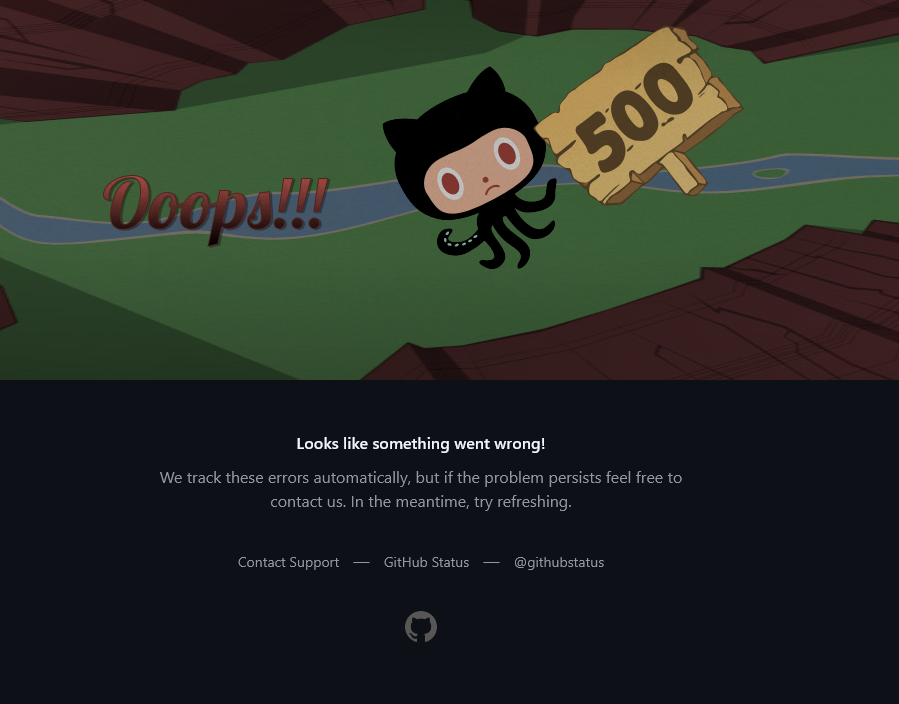 500
Ooops!!!
Looks like something went wrong!
We track these errors automatically, but if the problem persists feel free to
contact us. In the meantime, try refreshing.
Contact Support — GitHub Status — @githubstatus